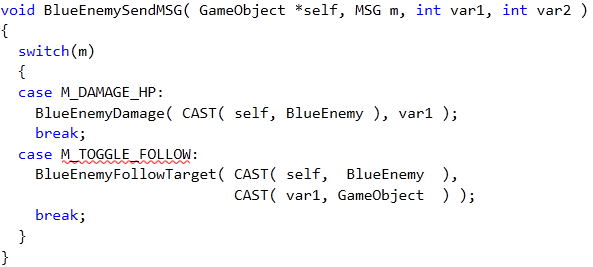 void BlueEnemySendMSG( GameObject *self, MSG m, int var1, int var2 )
{
  switch(m)
  {
  case M_DAMAGE_HP:
    BlueEnemyDamage( CAST( self, BlueEnemy ), var1 );
    break;
  case M_TOGGLE_FOLLOW:
    BlueEnemyFollowTarget( CAST( self,  BlueEnemy  ),
                           CAST( var1, GameObject  ) );
    break;
  }
}